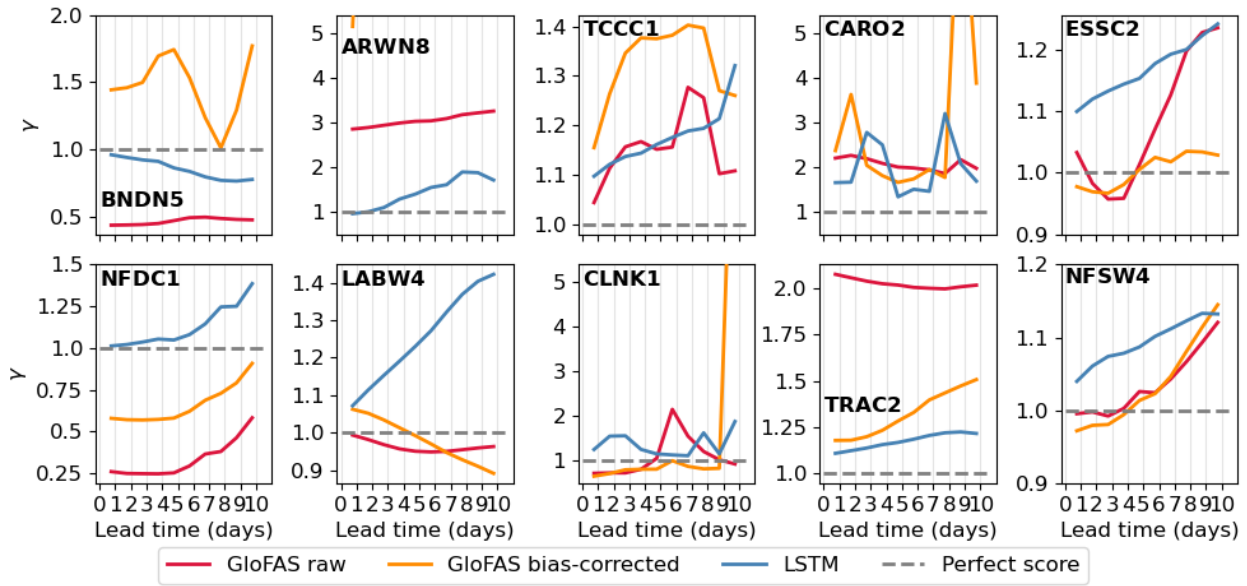 2.0
1.5
1.0
0.5
γ
BNDN5
5
4
3
2
1
ARWN8
1.4
1.3
1.2
1.1
1.0
TCCC1
5
4
3
2
1
CARO2
1.2
1.1
1.0
0.9
ESSC2
1.5
1.25
1.0
0.75
0.5
0.25
γ
NFDC1
0 1 2 3 4 5 6 7 8 9 10
Lead time (days)
1.4
1.3
1.2
1.1
1.0
0.9
LABW4
0 1 2 3 4 5 6 7 8 9 10
Lead time (days)
5
4
3
2
1
CLNK1
0 1 2 3 4 5 6 7 8 9 10
Lead time (days)
2.0
1.75
1.5
1.25
1.0
TRAC2
0 1 2 3 4 5 6 7 8 9 10
Lead time (days)
1.2
1.1
1.0
0.9
NFSW4
0 1 2 3 4 5 6 7 8 9 10
Lead time (days)
GloFAS raw GloFAS bias-corrected LSTM Perfect score